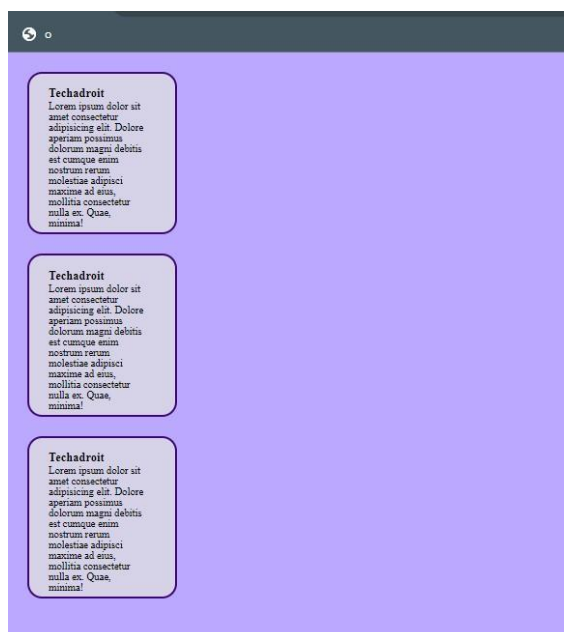 Techadroit
Lorem ipsum dolor sit
amet consectetur
adipisicing elit. Dolore
aperiam possimus
dolorum magni debitis
est cumque enim
nostrum rerum
molestiae adipisci
maxime ad eius,
mollitia consectetur
nulla ex. Quae,
minima!
Techadroit
Lorem ipsum dolor sit
amet consectetur
adipisicing elit. Dolore
aperiam possimus
dolorum magni debitis
est cumque enim
nostrum rerum
molestiae adipisci
maxime ad eius,
mollitia consectetur
nulla ex. Quae,
minima!
Techadroit
Lorem ipsum dolor sit
amet consectetur
adipisicing elit. Dolore
aperiam possimus
dolorum magni debitis
est cumque enim
nostrum rerum
molestiae adipisci
maxime ad eius,
mollitia consectetur
nulla ex. Quae,
minima!